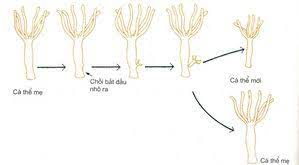 Cá thể mẹ
Chồi bắt đầu
nhô ra
Cá thể mới
Cá thể mẹ